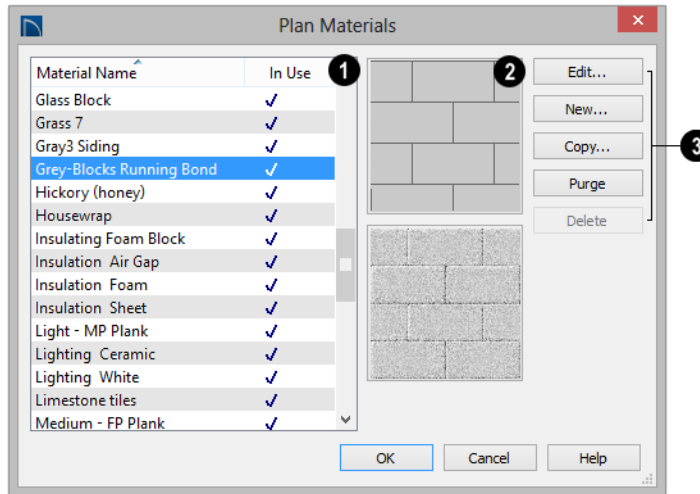 Plan Materials
Material Name In Use
Glass Block
Grass 7
Gray3 Siding
Grey-Blocks Running Bond
Hickory (honey)
Housewrap
Insulating Foam Block
Insulation Air Gap
Insulation Foam
Insulation Sheet
Light - MP Plank
Lighting Ceramic
Lighting White
Limestone tiles
Medium - FP Plank
1
2
Edit...
New...
Copy...
Purge
Delete
3
OK Cancel Help